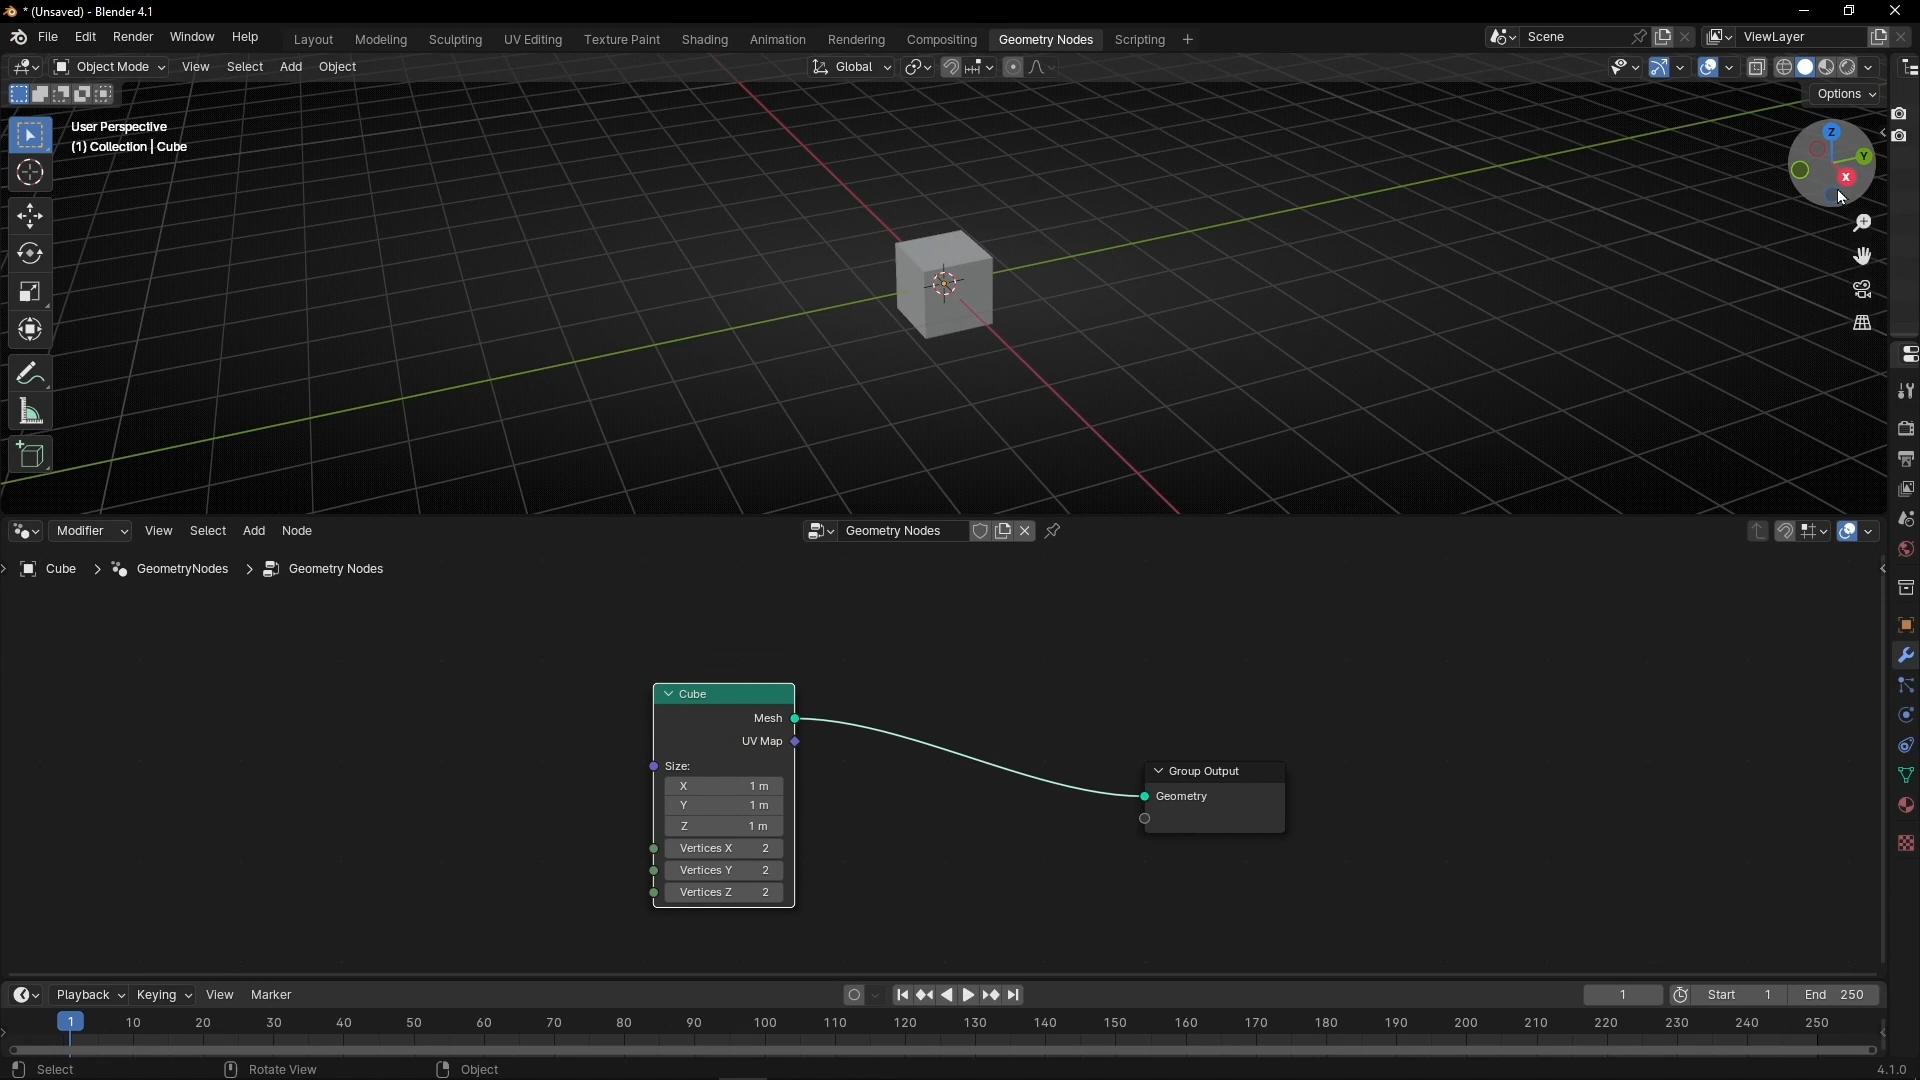 * (Unsaved) - Blender 4.1
File Edit Render Window Help Layout Modeling Sculpting UV Editing Texture Paint Shading Animation Rendering Compositing Geometry Nodes Scripting + Scene ViewLayer
Object Mode View Select Add Object Global
Options
User Perspective
(1) Collection | Cube
Z
Y
X
Modifier View Select Add Node Geometry Nodes
Cube > GeometryNodes > Geometry Nodes
Cube
Mesh
UV Map
Size:
X 1 m
Y 1 m
Z 1 m
Vertices X 2
Vertices Y 2
Vertices Z 2
Group Output
Geometry
Playback Keying View Marker 1 Start 1 End 250
1 10 20 30 40 50 60 70 80 90 100 110 120 130 140 150 160 170 180 190 200 210 220 230 240 250
Select Rotate View Object 4.1.0